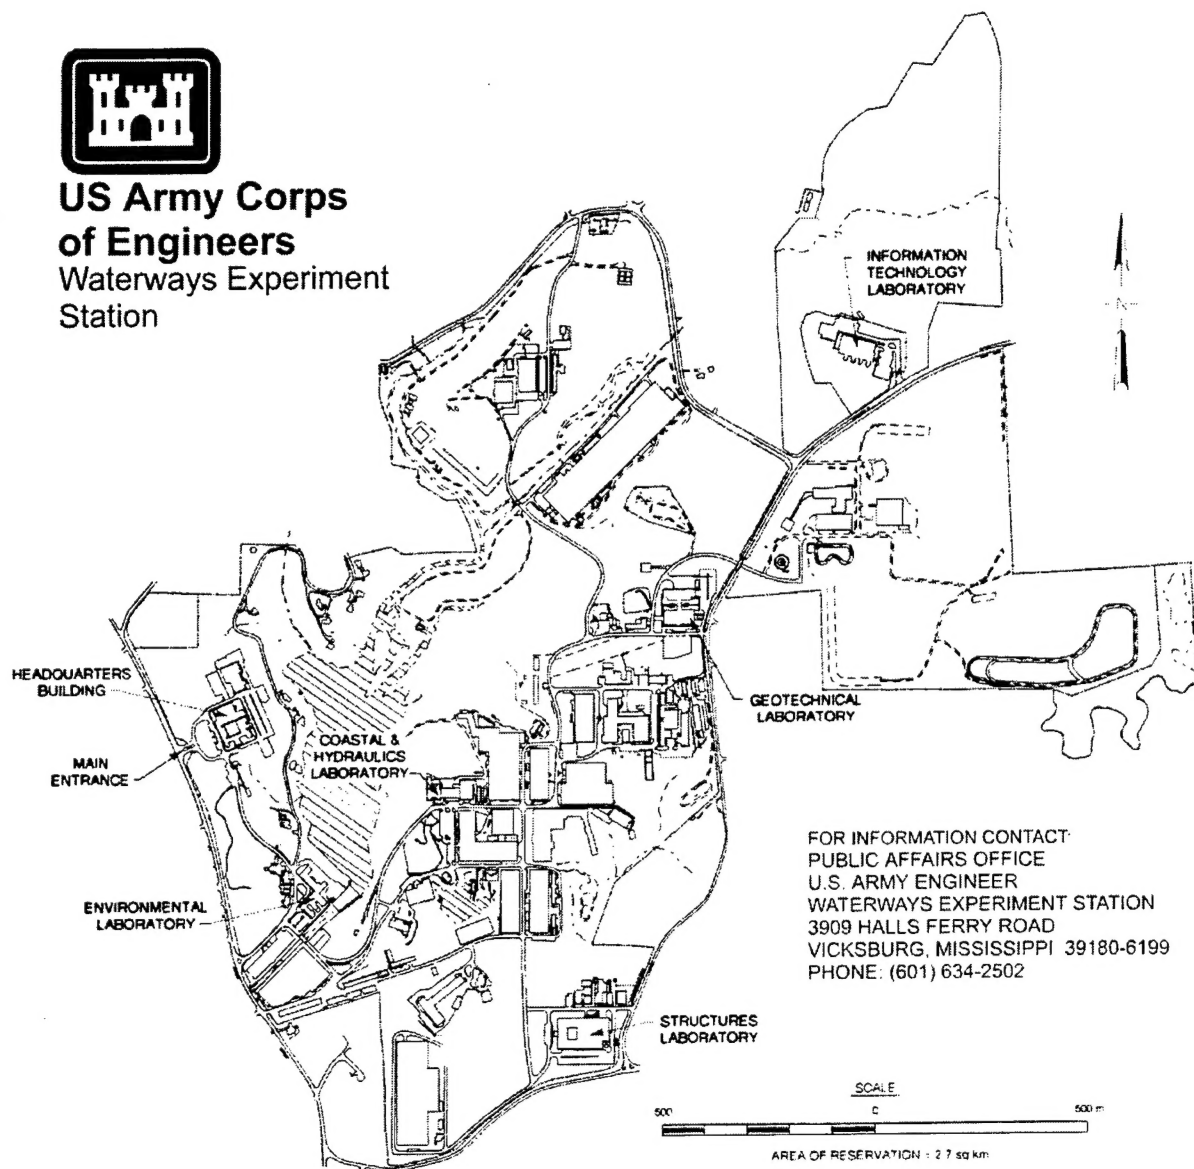 US Army Corps
of Engineers
Waterways Experiment
Station
INFORMATION
TECHNOLOGY
LABORATORY
N
HEADQUARTERS
BUILDING
MAIN
ENTRANCE
COASTAL &
HYDRAULICS
LABORATORY
GEOTECHNICAL
LABORATORY
ENVIRONMENTAL
LABORATORY
STRUCTURES
LABORATORY
FOR INFORMATION CONTACT
PUBLIC AFFAIRS OFFICE
U.S. ARMY ENGINEER
WATERWAYS EXPERIMENT STATION
3909 HALLS FERRY ROAD
VICKSBURG, MISSISSIPPI 39180-6199
PHONE: (601) 634-2502
SCALE
500 0 500 m
AREA OF RESERVATION = 2.7 sq km